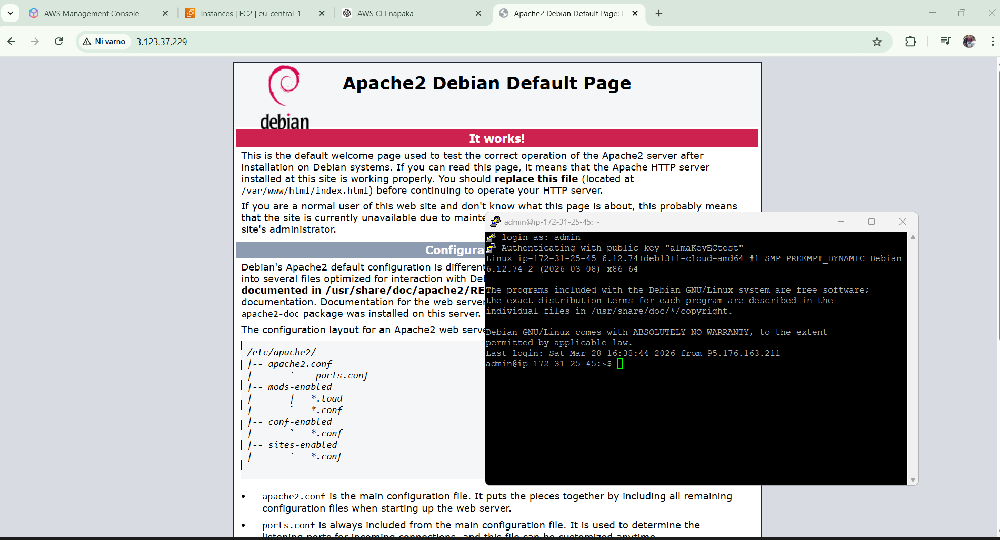 AWS Management Console
Instances | EC2 | eu-central-1
AWS CLI napaka
Apache2 Debian Default Page:
Ni varno
3.123.37.229
debian
Apache2 Debian Default Page
It works!
This is the default welcome page used to test the correct operation of the Apache2 server after
installation on Debian systems. If you can read this page, it means that the Apache HTTP server
installed at this site is working properly. You should replace this file (located at
/var/www/html/index.html) before continuing to operate your HTTP server.
If you are a normal user of this web site and don't know what this page is about, this probably means
that the site is currently unavailable due to mainte
site's administrator.
Configura
Debian's Apache2 default configuration is different
into several files optimized for interaction with Deb
documented in /usr/share/doc/apache2/RE
documentation. Documentation for the web server
apache2-doc package was installed on this server.
The configuration layout for an Apache2 web serve
/etc/apache2/
|-- apache2.conf
|       `--  ports.conf
|-- mods-enabled
|       |-- *.load
|       `-- *.conf
|-- conf-enabled
|       `-- *.conf
|-- sites-enabled
|       `-- *.conf
apache2.conf is the main configuration file. It puts the pieces together by including all remaining
configuration files when starting up the web server.
ports.conf is always included from the main configuration file. It is used to determine the
listening ports for incoming connections, and this file can be customized anytime.
admin@ip-172-31-25-45: ~
login as: admin
Authenticating with public key "almaKeyECtest"
Linux ip-172-31-25-45 6.12.74+deb13+1-cloud-amd64 #1 SMP PREEMPT_DYNAMIC Debian
6.12.74-2 (2026-03-08) x86_64
The programs included with the Debian GNU/Linux system are free software;
the exact distribution terms for each program are described in the
individual files in /usr/share/doc/*/copyright.
Debian GNU/Linux comes with ABSOLUTELY NO WARRANTY, to the extent
permitted by applicable law.
Last login: Sat Mar 28 16:38:44 2026 from 95.176.163.211
admin@ip-172-31-25-45:~$